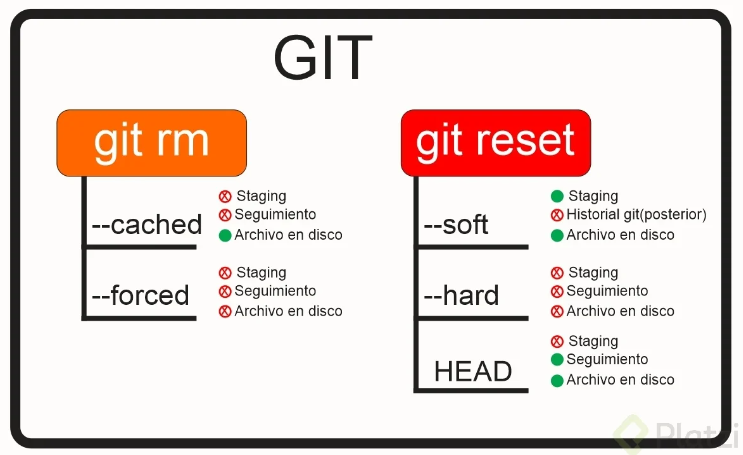 GIT
git rm
--cached
Staging
Seguimiento
Archivo en disco
--forced
Staging
Seguimiento
Archivo en disco
git reset
--soft
Staging
Historial git(posterior)
Archivo en disco
--hard
Staging
Seguimiento
Archivo en disco
HEAD
Staging
Seguimiento
Archivo en disco
Platzi